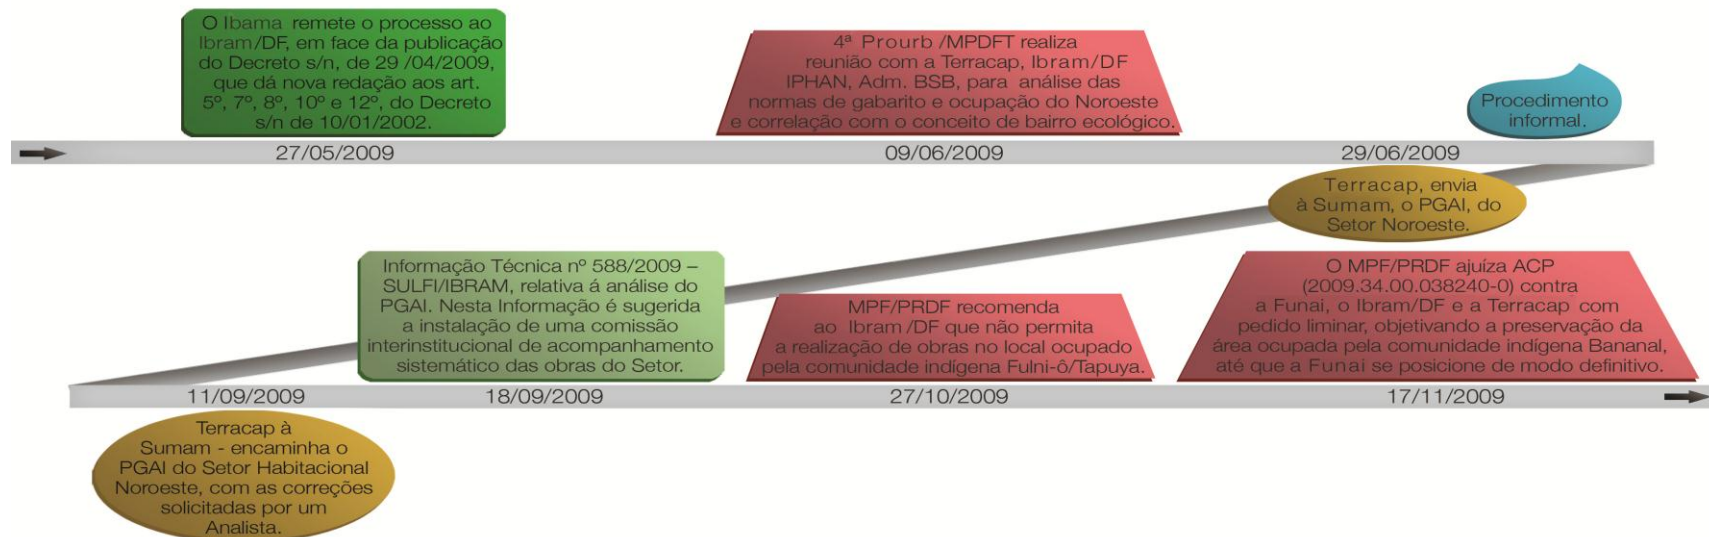 O Ibama remete o processo ao
Ibram/DF, em face da publicação
do Decreto s/n, de 29 /04/2009,
que dá nova redação aos art.
5º, 7º, 8º, 10º e 12º, do Decreto
s/n de 10/01/2002.
27/05/2009
4ª Prourb /MPDFT realiza
reunião com a Terracap, Ibram/DF
IPHAN, Adm. BSB, para análise das
normas de gabarito e ocupação do Noroeste
e correlação com o conceito de bairro ecológico.
09/06/2009
Procedimento
informal.
29/06/2009
Terracap, envia
à Sumam, o PGAI, do
Setor Noroeste.
11/09/2009
Terracap à
Sumam - encaminha o
PGAI do Setor Habitacional
Noroeste, com as correções
solicitadas por um
Analista.
Informação Técnica nº 588/2009 –
SULFI/IBRAM, relativa á análise do
PGAI. Nesta Informação é sugerida
a instalação de uma comissão
interinstitucional de acompanhamento
sistemático das obras do Setor.
18/09/2009
MPF/PRDF recomenda
ao Ibram /DF que não permita
a realização de obras no local ocupado
pela comunidade indígena Fulni-ô/Tapuya.
27/10/2009
O MPF/PRDF ajuíza ACP
(2009.34.00.038240-0) contra
a Funai, o Ibram/DF e a Terracap com
pedido liminar, objetivando a preservação da
área ocupada pela comunidade indígena Bananal,
até que a Funai se posicione de modo definitivo.
17/11/2009